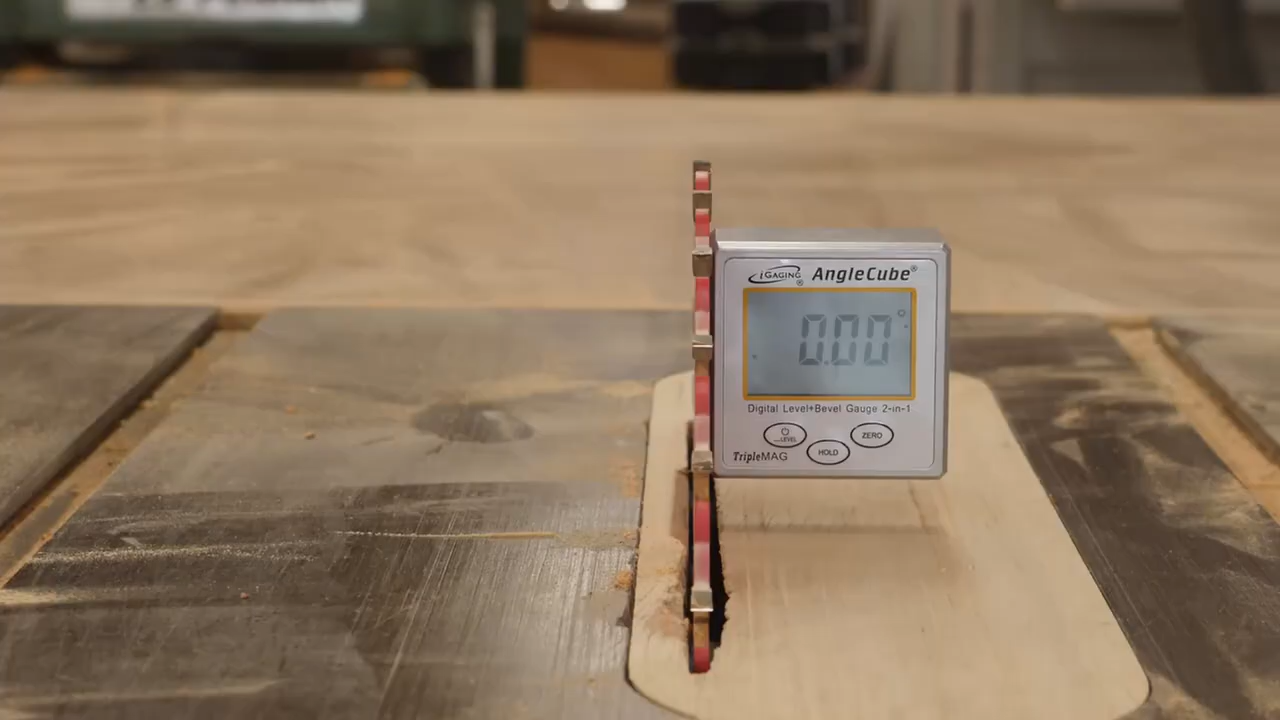 iGAGING® AngleCube®
0.00°
Digital Level+Bevel Gauge 2-in-1
LEVEL
ZERO
HOLD
TripleMAG